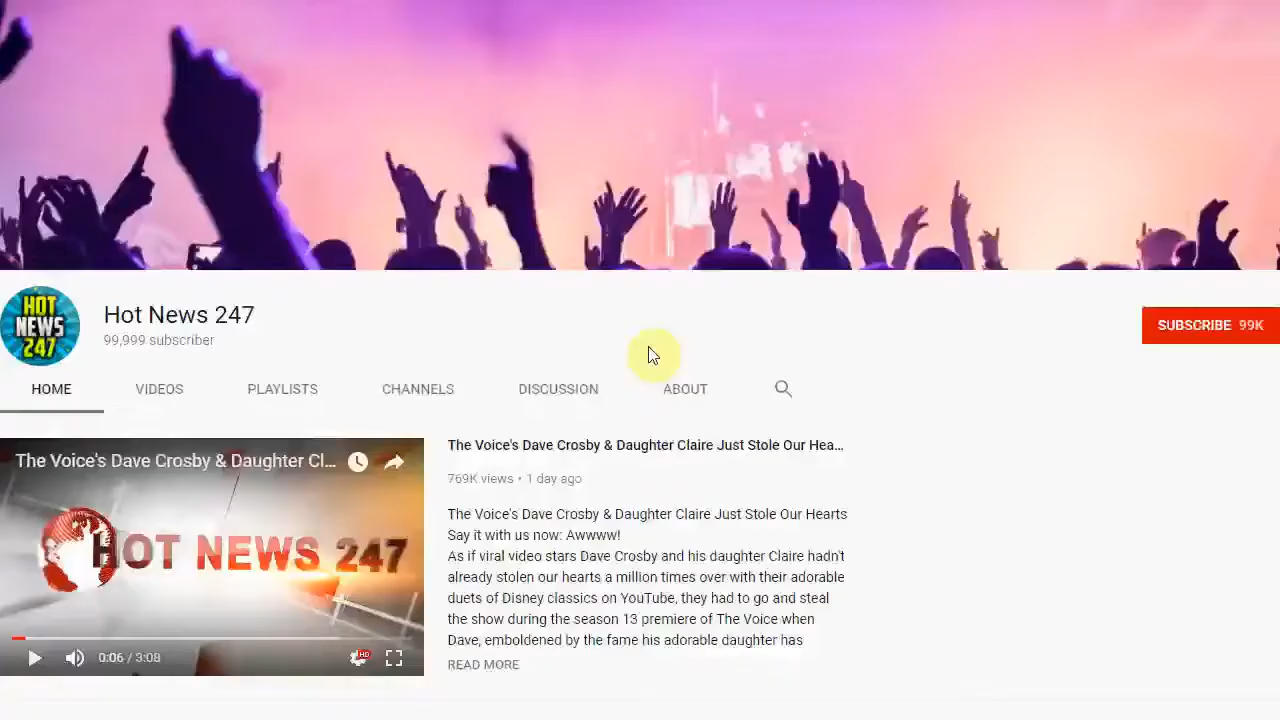 HOT
NEWS
247
Hot News 247
99,999 subscriber
SUBSCRIBE 99K
HOME VIDEOS PLAYLISTS CHANNELS DISCUSSION ABOUT
The Voice's Dave Crosby & Daughter Cl...
HOT NEWS 247
0:06 / 3:08
HD
The Voice's Dave Crosby & Daughter Claire Just Stole Our Hea...
769K views • 1 day ago
The Voice's Dave Crosby & Daughter Claire Just Stole Our Hearts
Say it with us now: Awwww!
As if viral video stars Dave Crosby and his daughter Claire hadn't
already stolen our hearts a million times over with their adorable
duets of Disney classics on YouTube, they had to go and steal
the show during the season 13 premiere of The Voice when
Dave, emboldened by the fame his adorable daughter has
READ MORE